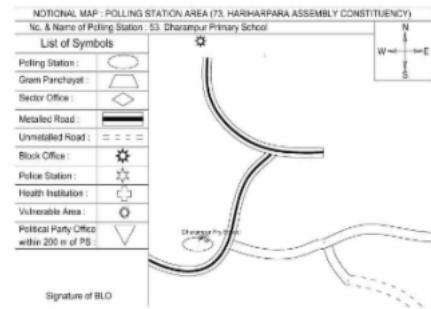 NOTIONAL MAP : POLLING STATION AREA (73, HARIHARPARA ASSEMBLY CONSTITUENCY)
No. & Name of Polling Station : 53. Dharampur Primary School
List of Symbols
Polling Station :
Gram Panchayat :
Sector Office :
Metalled Road :
Unmetalled Road :
Block Office :
Police Station :
Health Institution :
Vulnerable Area :
Political Party Office
within 200 m of PS :
Signature of BLO
N
W
E
S
Dharampur Pry